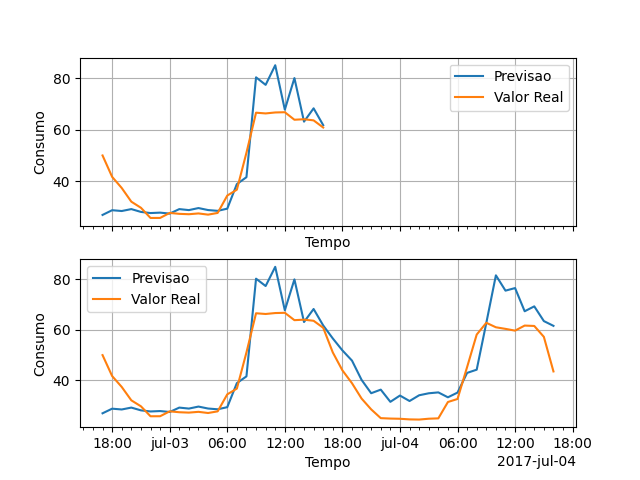 80
60
40
Consumo
Previsao
Valor Real
Tempo
80
60
40
Consumo
Previsao
Valor Real
18:00 jul-03 06:00 12:00 18:00 jul-04 06:00 12:00 18:00
Tempo
2017-jul-04